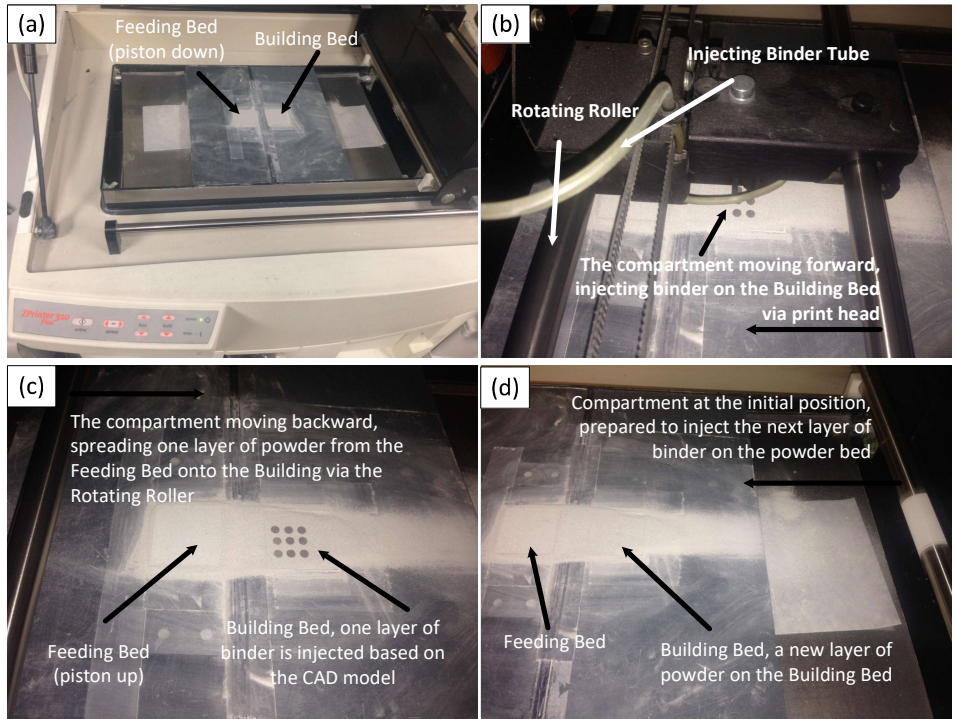 (a)
Feeding Bed
(piston down)
Building Bed
ZPrinter 310
Plus
(b)
Injecting Binder Tube
Rotating Roller
The compartment moving forward,
injecting binder on the Building Bed
via print head
(c)
The compartment moving backward,
spreading one layer of powder from the
Feeding Bed onto the Building via the
Rotating Roller
Feeding Bed
(piston up)
Building Bed, one layer of
binder is injected based on
the CAD model
(d)
Compartment at the initial position,
prepared to inject the next layer of
binder on the powder bed
Feeding Bed
Building Bed, a new layer of
powder on the Building Bed